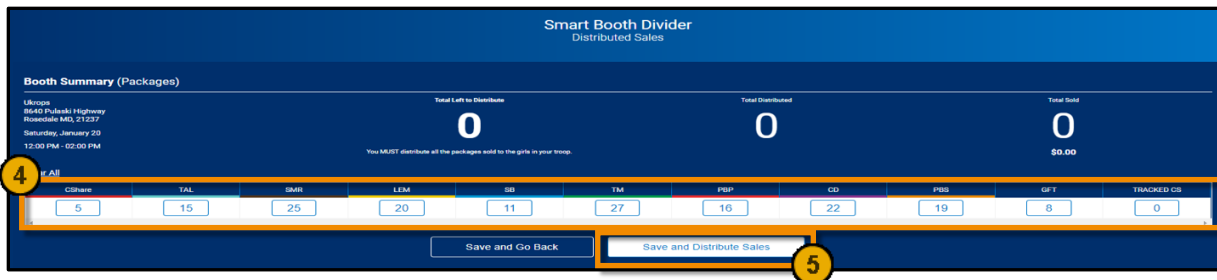 Smart Booth Divider
Distributed Sales
Booth Summary (Packages)
Ukrops
8640 Pulaski Highway
Rosedale MD, 21237
Saturday, January 20
12:00 PM - 02:00 PM
Total Left to Distribute
0
You MUST distribute all the packages sold to the girls in your troop.
Total Distributed
0
Total Sold
0
$0.00
All
4
CShare TAL SMR LEM SB TM PBP CD PBS GFT TRACKED CS
5 15 25 20 11 27 16 22 19 8 0
Save and Go Back Save and Distribute Sales
5